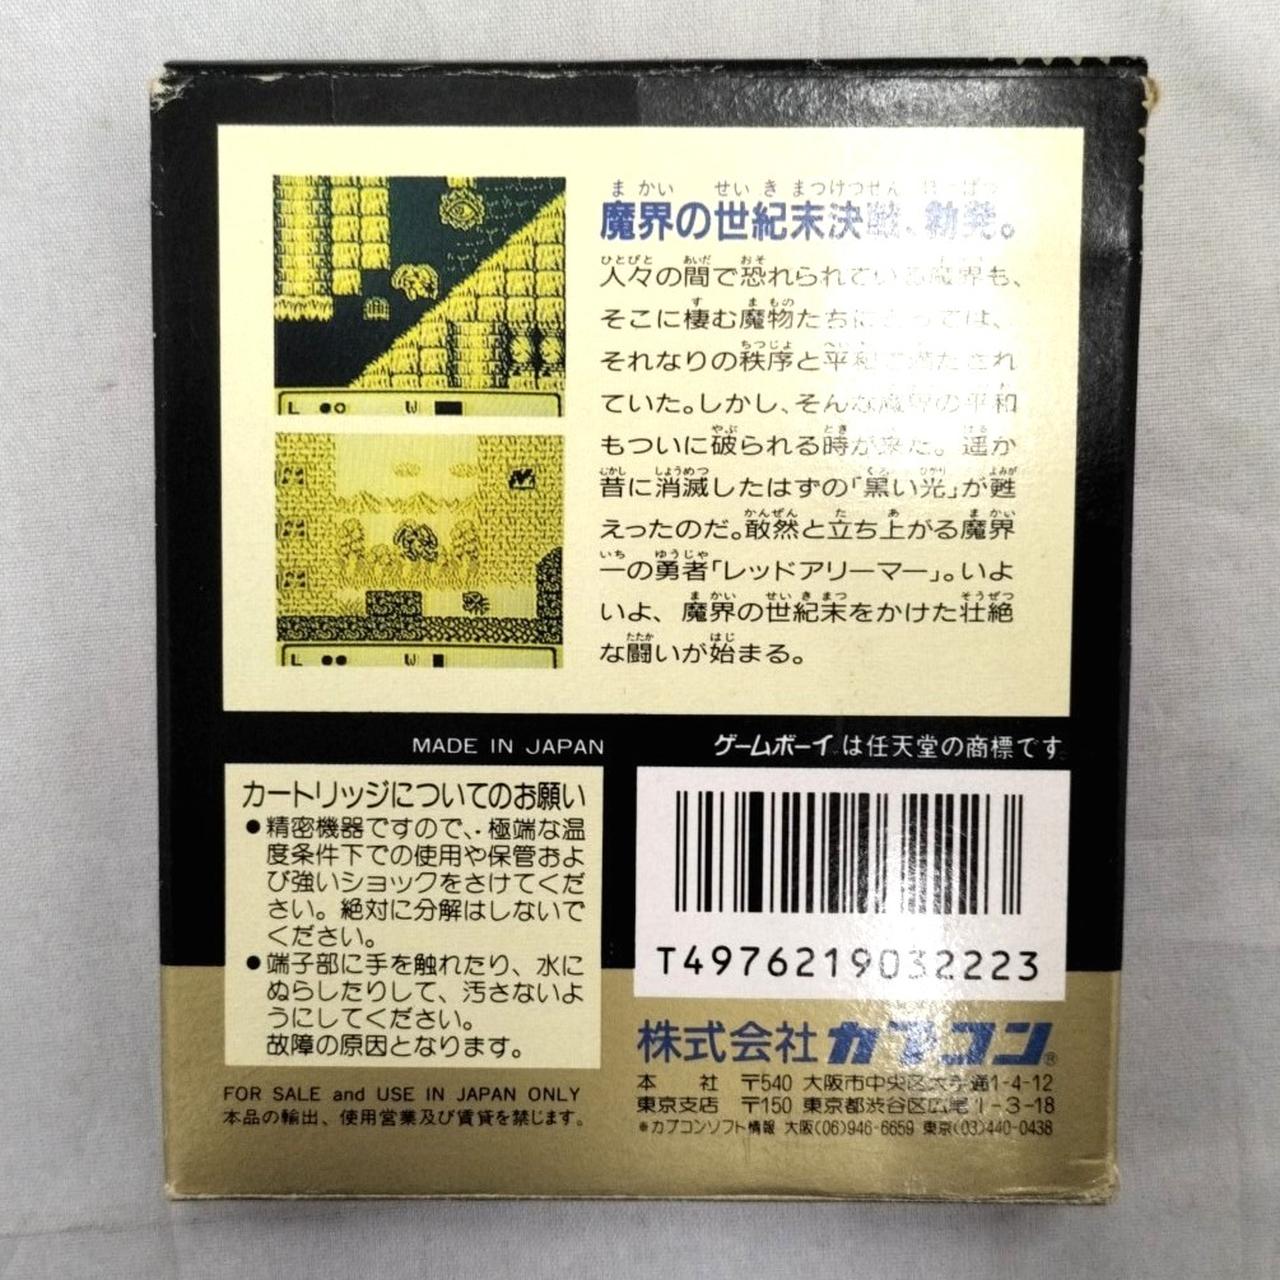 魔界の世紀末決戦、勃発。
人々の間で恐れられている魔界も、
そこに棲む魔物たちにとっては、
それなりの秩序と平和で満たされ
ていた。しかし、そんな魔界の平和
もついに破られる時が来た。遥か
昔に消滅したはずの「黒い光」が甦
えったのだ。敢然と立ち上がる魔界
一の勇者「レッドアリーマー」。いよ
いよ、魔界の世紀末をかけた壮絶
な闘いが始まる。
L W
L W
MADE IN JAPAN
ゲームボーイは任天堂の商標です
カートリッジについてのお願い
●精密機器ですので、極端な温
度条件下での使用や保管およ
び強いショックをさけてくだ
さい。絶対に分解はしないで
ください。
●端子部に手を触れたり、水に
ぬらしたりして、汚さないよ
うにしてください。
故障の原因となります。
FOR SALE and USE IN JAPAN ONLY
本品の輸出、使用営業及び賃貸を禁じます。
T4976219032223
株式会社カプコン®
本 社 〒540 大阪市中央区大手通1-4-12
東京支店 〒150 東京都渋谷区広尾1-3-18
*カプコンソフト情報 大阪(06)946-6659 東京(03)440-0438